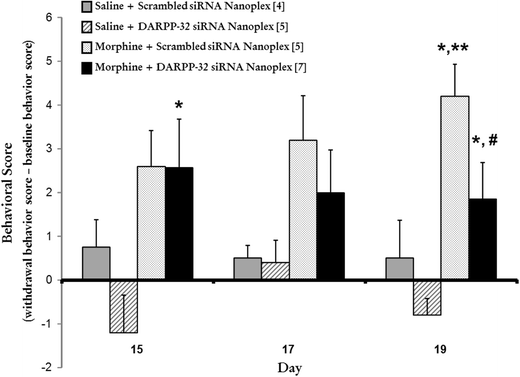 Saline + Scrambled siRNA Nanoplex [4]
Saline + DARPP-32 siRNA Nanoplex [5]
Morphine + Scrambled siRNA Nanoplex [5]
Morphine + DARPP-32 siRNA Nanoplex [7]
Behavioral Score
(withdrawal behavior score – baseline behavior score)
6
5
4
3
2
1
0
-1
-2
*
*,**
*, #
15
17
19
Day